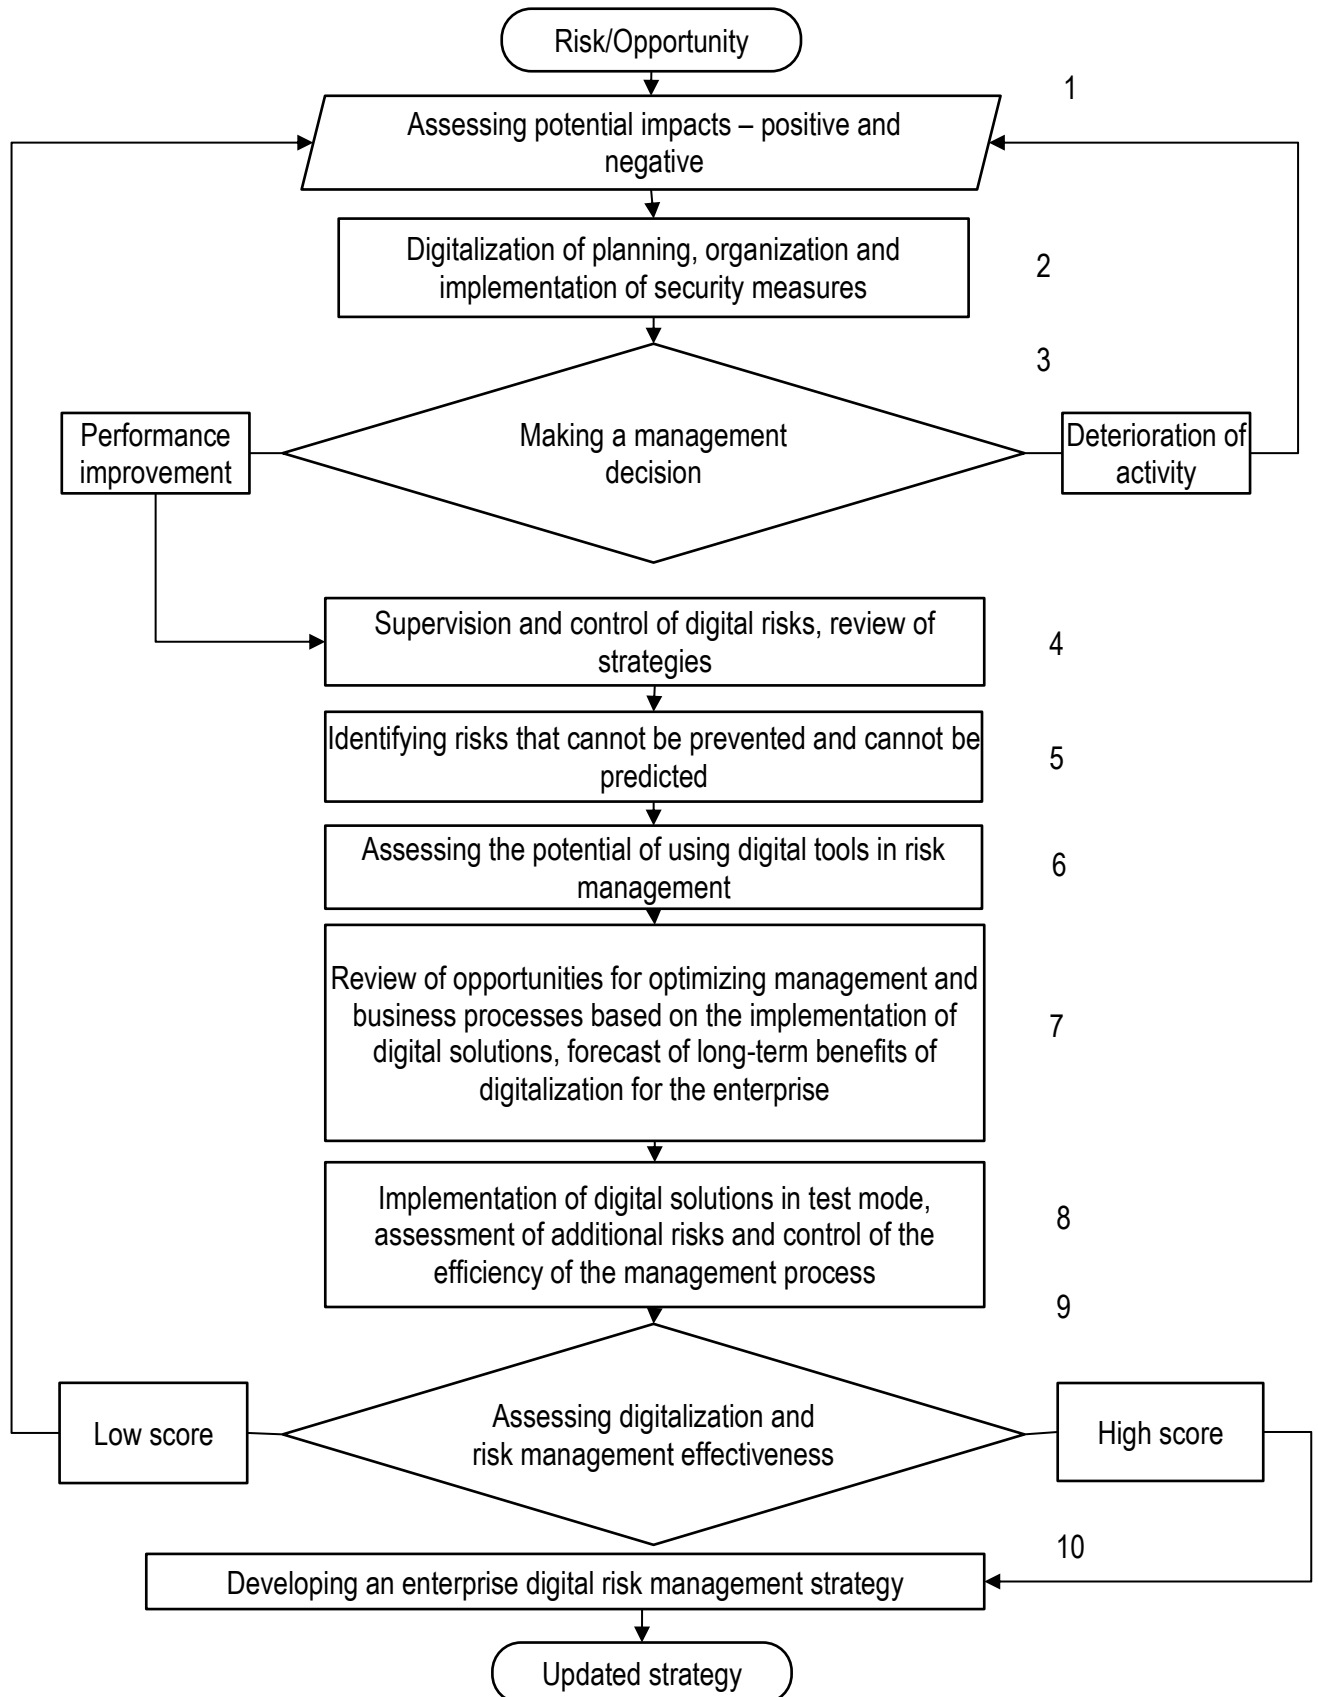 Risk/Opportunity
1
Assessing potential impacts – positive and
negative
Digitalization of planning, organization and
implementation of security measures
2
3
Performance
improvement
Making a management
decision
Deterioration of
activity
Supervision and control of digital risks, review of
strategies
4
Identifying risks that cannot be prevented and cannot be
predicted
5
Assessing the potential of using digital tools in risk
management
6
Review of opportunities for optimizing management and
business processes based on the implementation of
digital solutions, forecast of long-term benefits of
digitalization for the enterprise
7
Implementation of digital solutions in test mode,
assessment of additional risks and control of the
efficiency of the management process
8
9
Low score
Assessing digitalization and
risk management effectiveness
High score
10
Developing an enterprise digital risk management strategy
Updated strategy